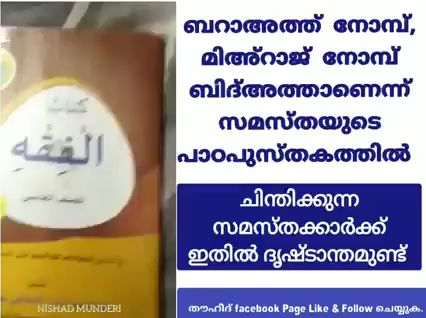 ബറാഅത്ത് നോമ്പ്,
മിഅ്റാജ് നോമ്പ്
ബിദ്അത്താണെന്ന്
സമസ്തയുടെ
പാഠപുസ്തകത്തിൽ
ചിന്തിക്കുന്ന
സമസ്തക്കാർക്ക്
ഇതിൽ ദൃഷ്ടാന്തമുണ്ട്
തൗഹീദ് facebook Page Like & Follow ചെയ്യുക.
كتاب
الفِقْهِ
NISHAD MUNDERI